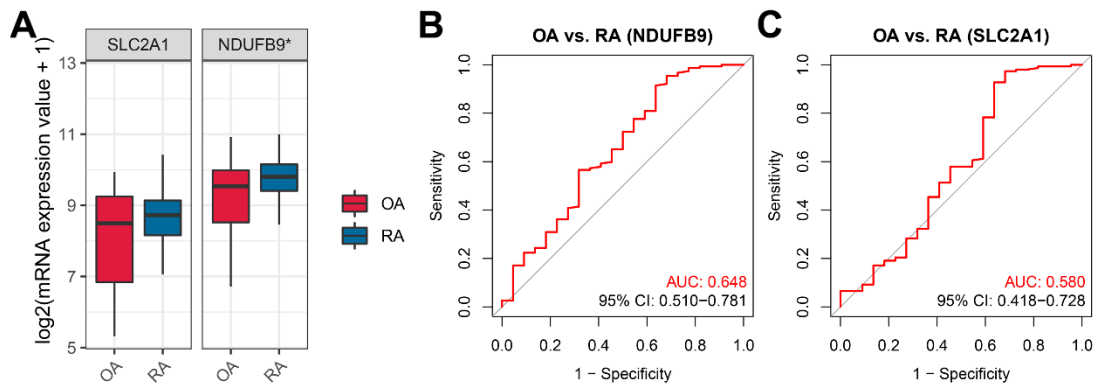 A
SLC2A1
NDUFB9*
log2(mRNA expression value + 1)
13
11
9
7
5
OA
RA
OA
RA
OA
RA
B
OA vs. RA (NDUFB9)
Sensitivity
1.0
0.8
0.6
0.4
0.2
0.0
AUC: 0.648
95% CI: 0.510−0.781
0.0 0.2 0.4 0.6 0.8 1.0
1 − Specificity
C
OA vs. RA (SLC2A1)
Sensitivity
1.0
0.8
0.6
0.4
0.2
0.0
AUC: 0.580
95% CI: 0.418−0.728
0.0 0.2 0.4 0.6 0.8 1.0
1 − Specificity